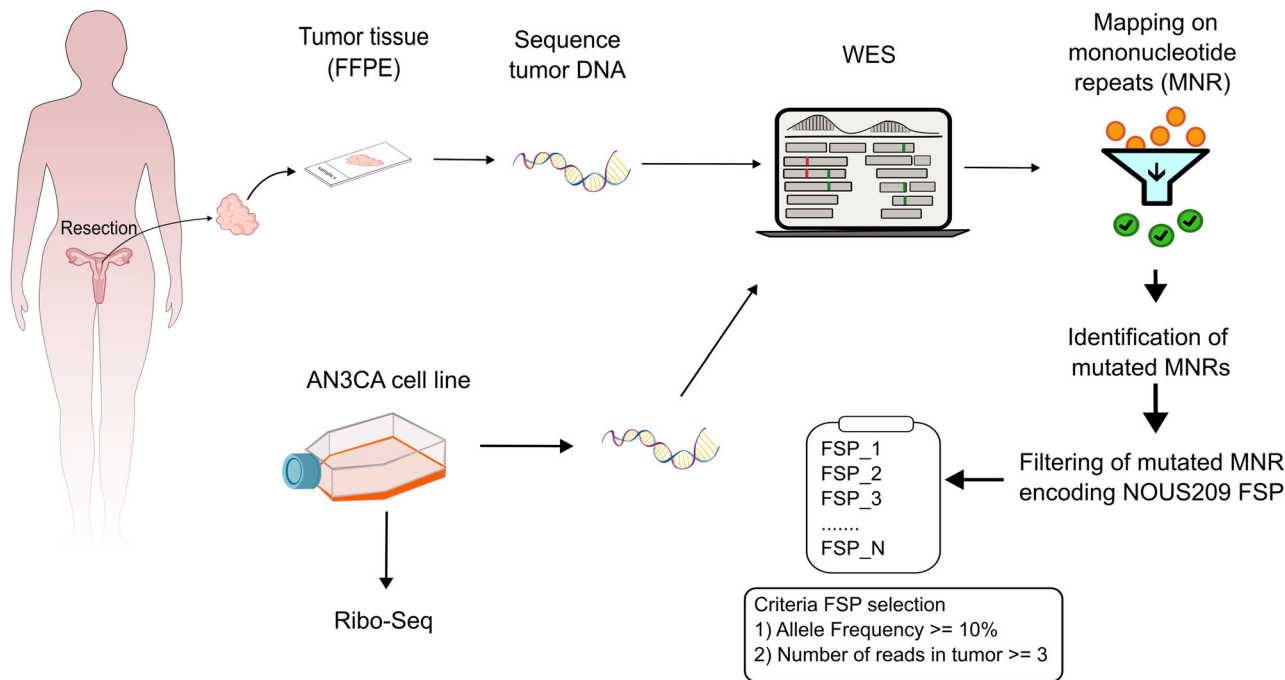 Tumor tissue
(FFPE)
Sequence
tumor DNA
WES
Mapping on
mononucleotide
repeats (MNR)
Resection
sample x
Identification of
mutated MNRs
AN3CA cell line
Filtering of mutated MNR
encoding NOUS209 FSP
FSP_1
FSP_2
FSP_3
.......
FSP_N
Ribo-Seq
Criteria FSP selection
1) Allele Frequency >= 10%
2) Number of reads in tumor >= 3